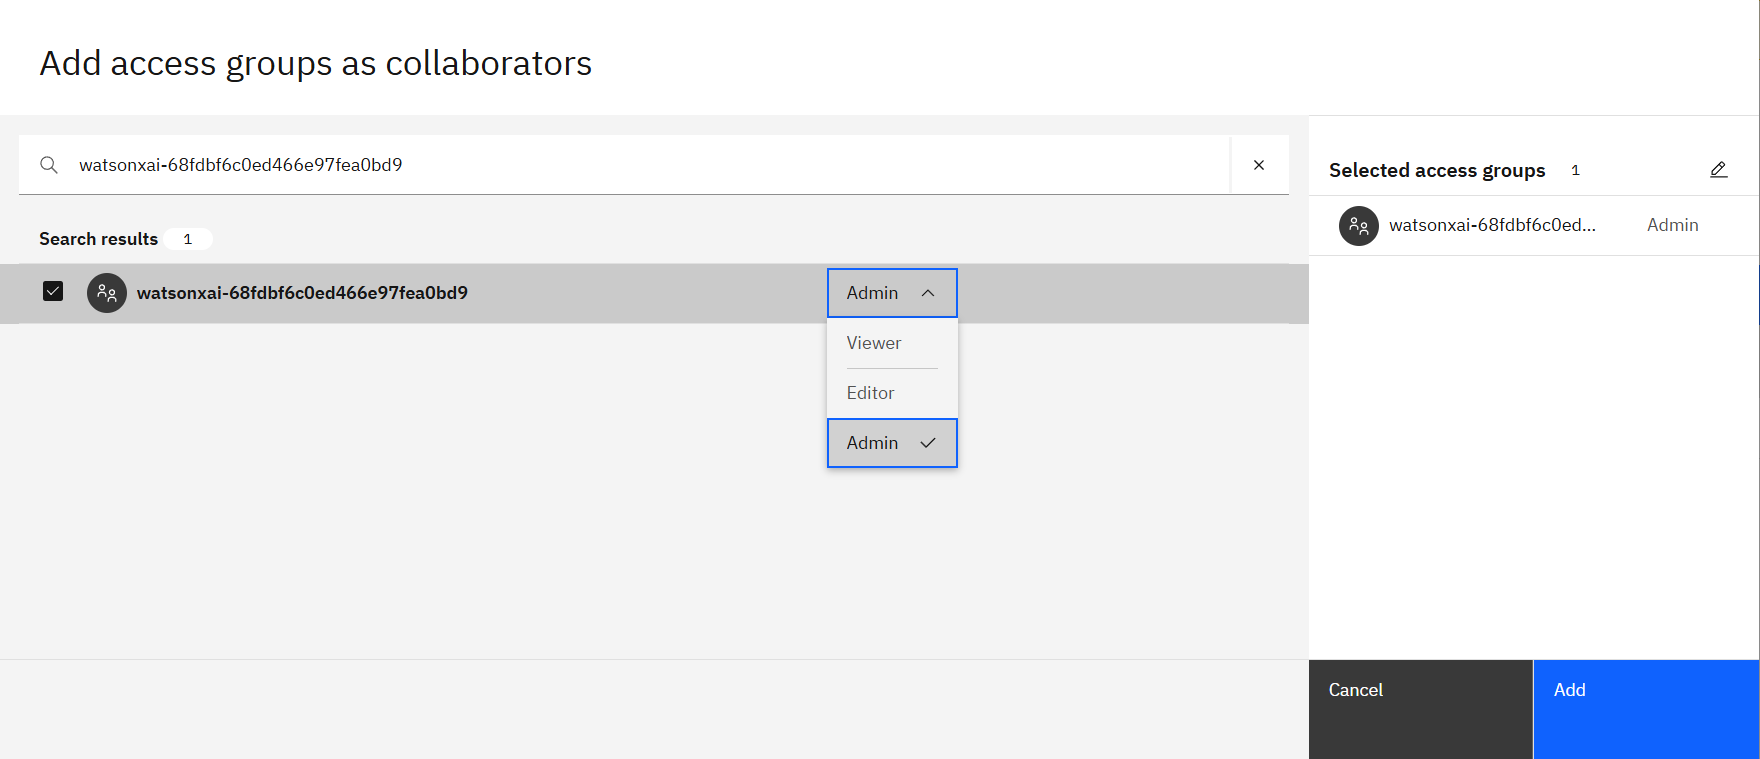 Add access groups as collaborators
watsonxai-68fdbf6c0ed466e97fea0bd9
Search results 1
watsonxai-68fdbf6c0ed466e97fea0bd9
Admin
Viewer
Editor
Admin
Selected access groups 1
watsonxai-68fdbf6c0ed... Admin
Cancel
Add